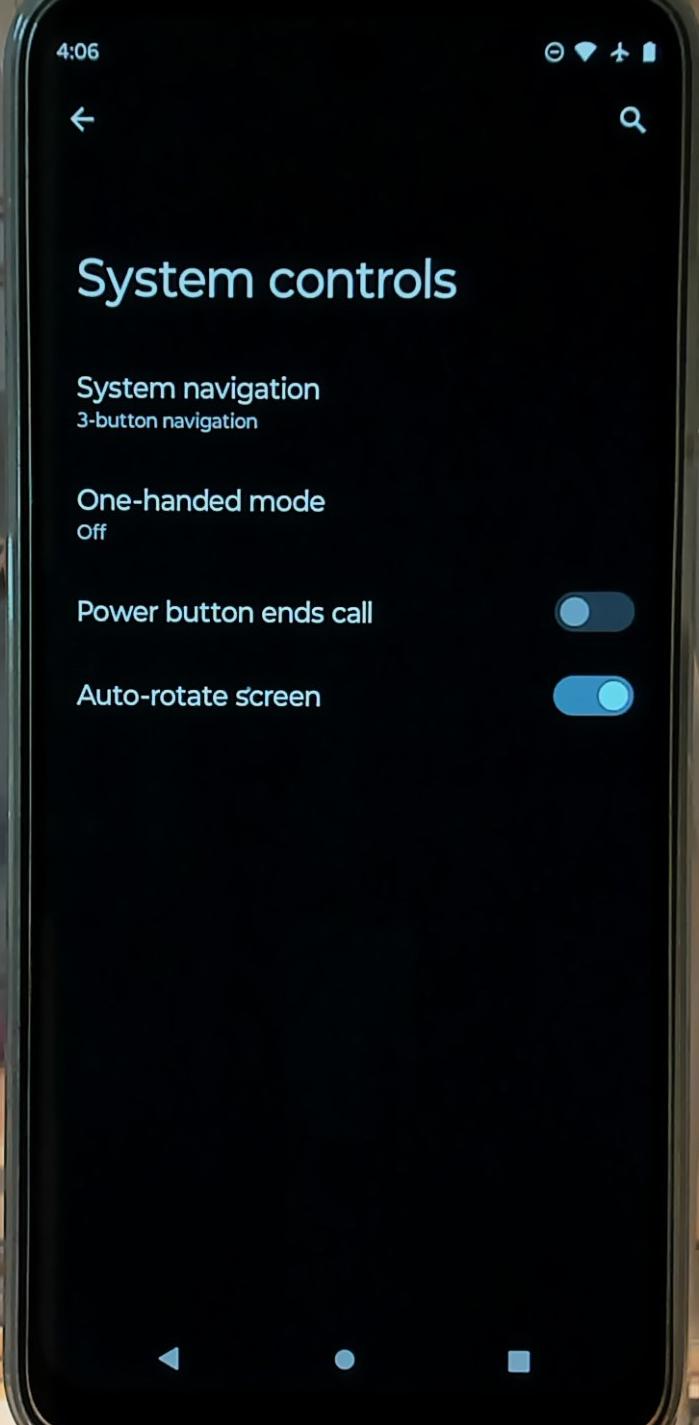 4:06
System controls
System navigation
3-button navigation
One-handed mode
Off
Power button ends call
Auto-rotate screen